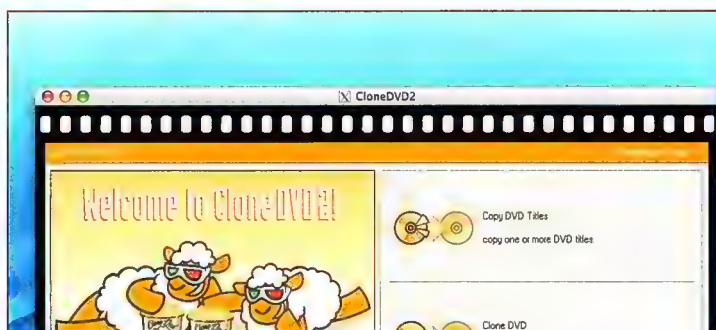 CloneDVD2
Welcome to CloneDVD2!
Copy DVD Titles
copy one or more DVD titles
Clone DVD